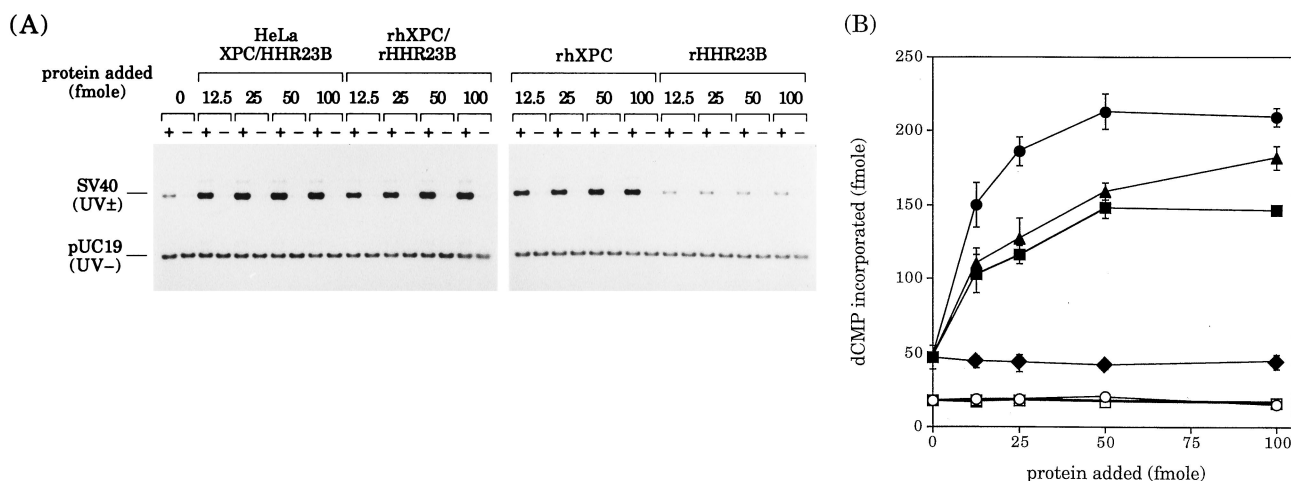 (A)
HeLa
XPC/HHR23B
rhXPC/
rHHR23B
rhXPC
rHHR23B
protein added
(fmole)
0 12.5 25 50 100 12.5 25 50 100 12.5 25 50 100 12.5 25 50 100
+ − + − + − + − + − + − + − + − + − + − + − + − + − + − + − + − + −
SV40
(UV±)
pUC19
(UV−)
(B)
dCMP incorporated (fmole)
250
200
150
100
50
0
0 25 50 75 100
protein added (fmole)